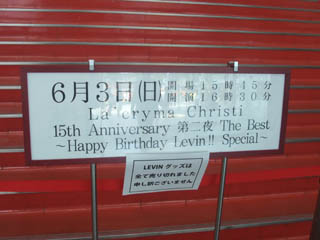 6月3日(日) 開場15時45分
開演16時30分
La'cryma Christi
15th Anniversary 第二夜 The Best
~Happy Birthday Levin!! Special~
LEVIN グッズは
全て売り切れました
申し訳ございません